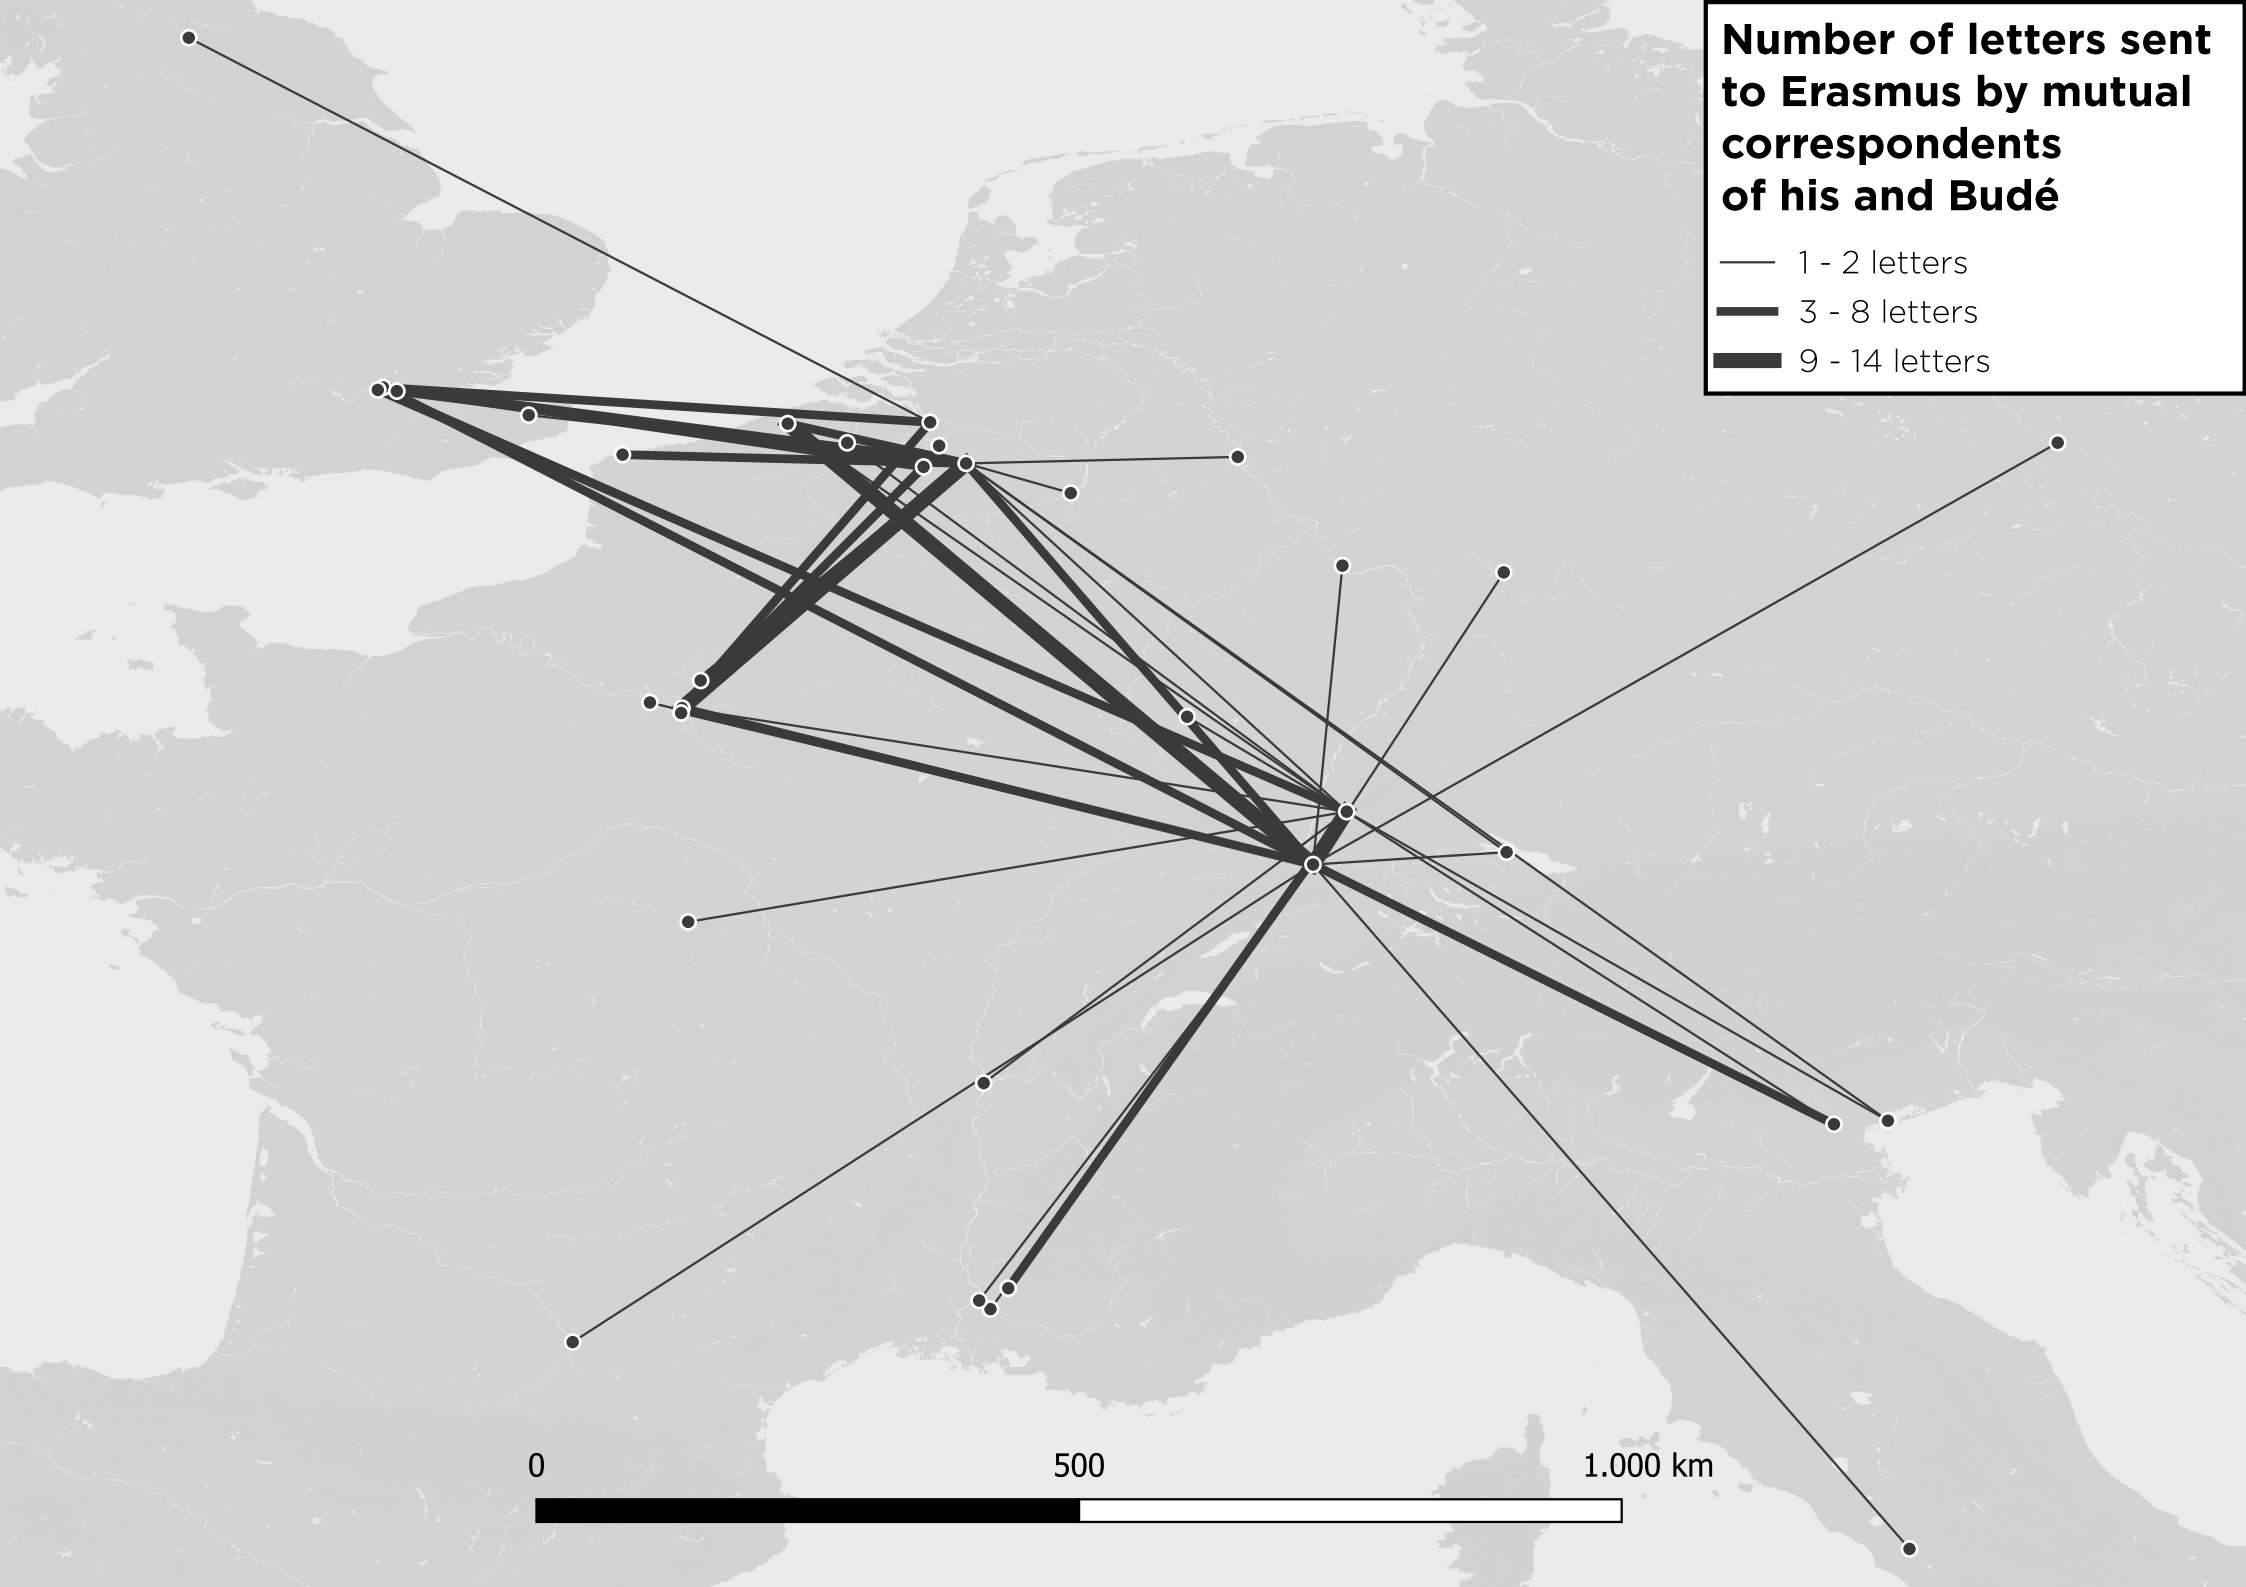 Number of letters sent
to Erasmus by mutual
correspondents
of his and Budé
1 - 2 letters
3 - 8 letters
9 - 14 letters
0 500 1.000 km